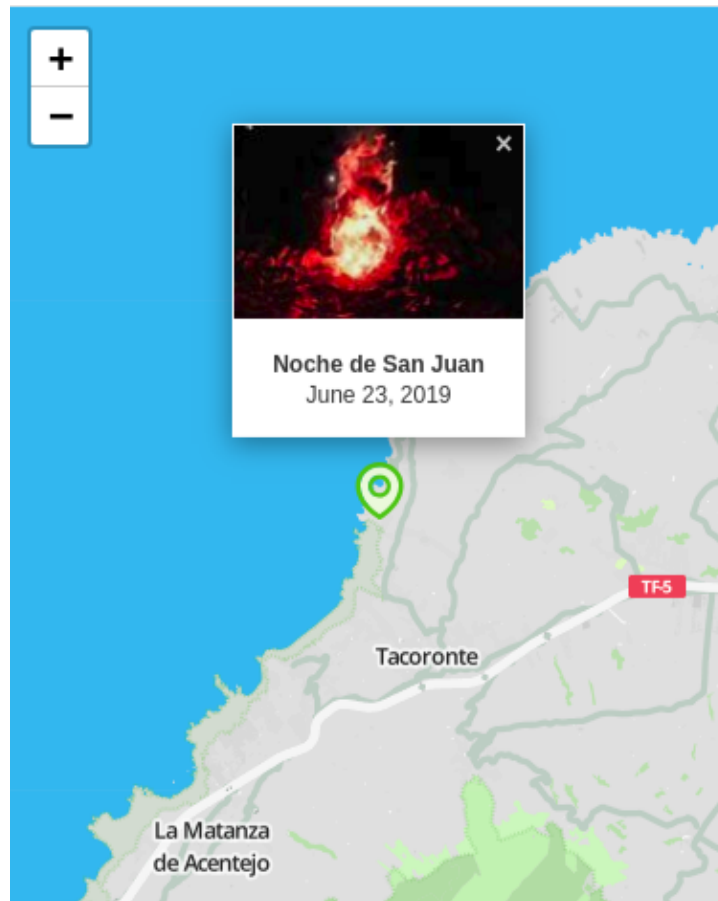 +
−
×
Noche de San Juan
June 23, 2019
TF-5
Tacoronte
La Matanza
de Acentejo